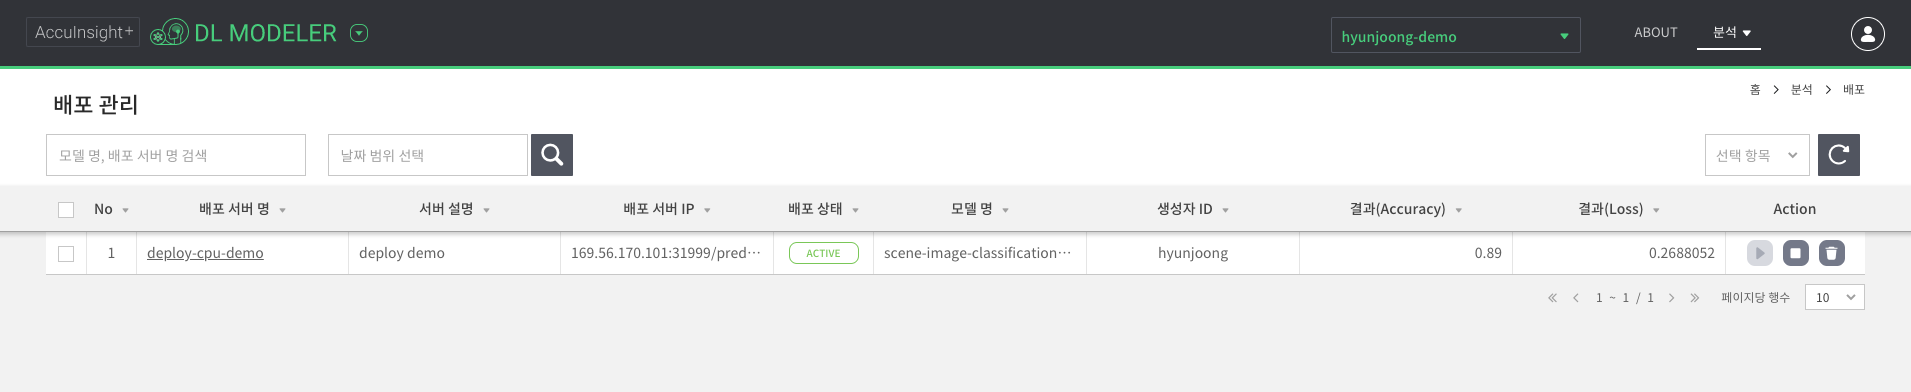 AccuInsight+ DL MODELER hyunjoong-demo ABOUT 분석
배포 관리
홈 > 분석 > 배포
모델 명, 배포 서버 명 검색 날짜 범위 선택 선택 항목
No 배포 서버 명 서버 설명 배포 서버 IP 배포 상태 모델 명 생성자 ID 결과(Accuracy) 결과(Loss) Action
1 deploy-cpu-demo deploy demo 169.56.170.101:31999/pred··· ACTIVE scene-image-classification··· hyunjoong 0.89 0.2688052
1 ~ 1 / 1 페이지당 행수 10